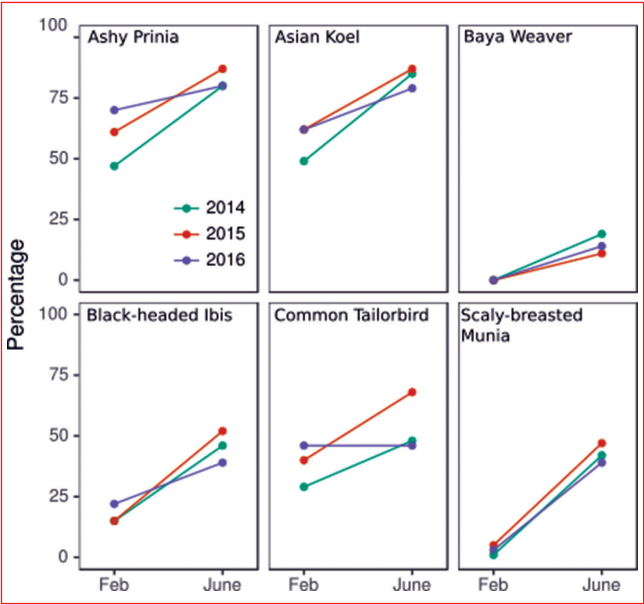 Percentage
100
75
50
25
0
Ashy Prinia
2014
2015
2016
Asian Koel
Baya Weaver
100
75
50
25
0
Black-headed Ibis
Common Tailorbird
Scaly-breasted
Munia
Feb June
Feb June
Feb June